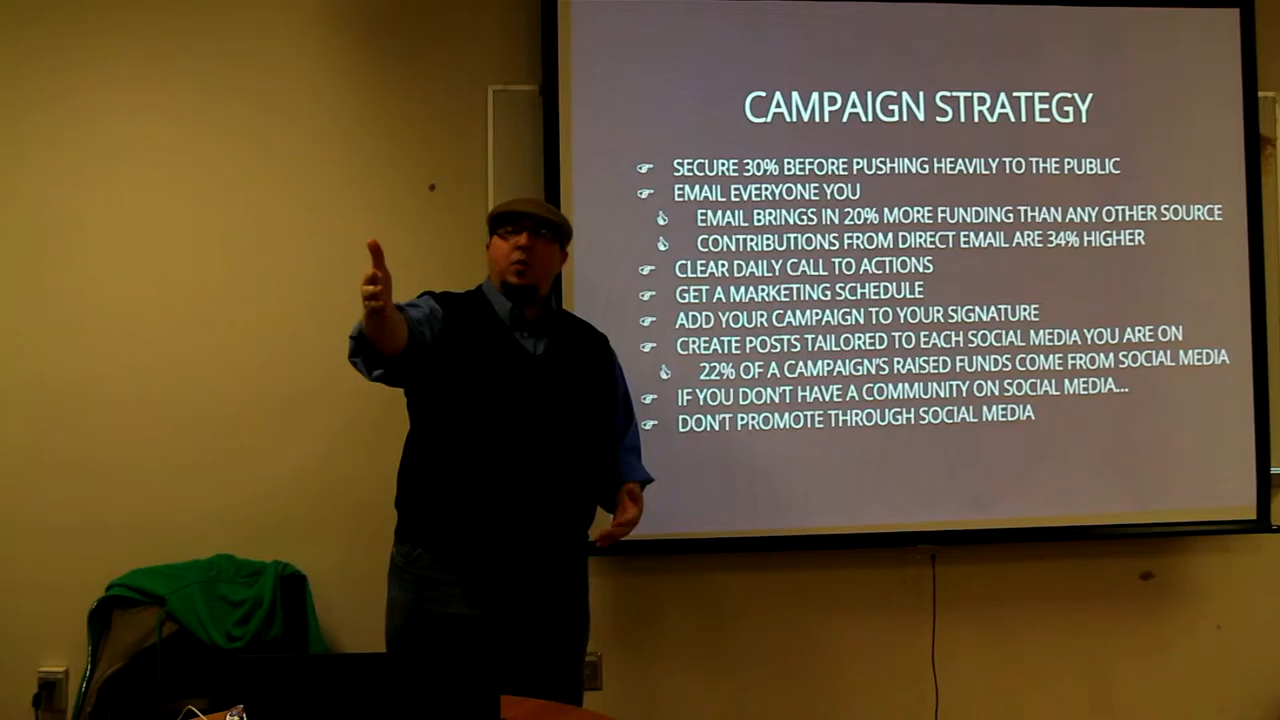 CAMPAIGN STRATEGY
SECURE 30% BEFORE PUSHING HEAVILY TO THE PUBLIC
EMAIL EVERYONE YOU
EMAIL BRINGS IN 20% MORE FUNDING THAN ANY OTHER SOURCE
CONTRIBUTIONS FROM DIRECT EMAIL ARE 34% HIGHER
CLEAR DAILY CALL TO ACTIONS
GET A MARKETING SCHEDULE
ADD YOUR CAMPAIGN TO YOUR SIGNATURE
CREATE POSTS TAILORED TO EACH SOCIAL MEDIA YOU ARE ON
22% OF A CAMPAIGN'S RAISED FUNDS COME FROM SOCIAL MEDIA
IF YOU DON'T HAVE A COMMUNITY ON SOCIAL MEDIA...
DON'T PROMOTE THROUGH SOCIAL MEDIA